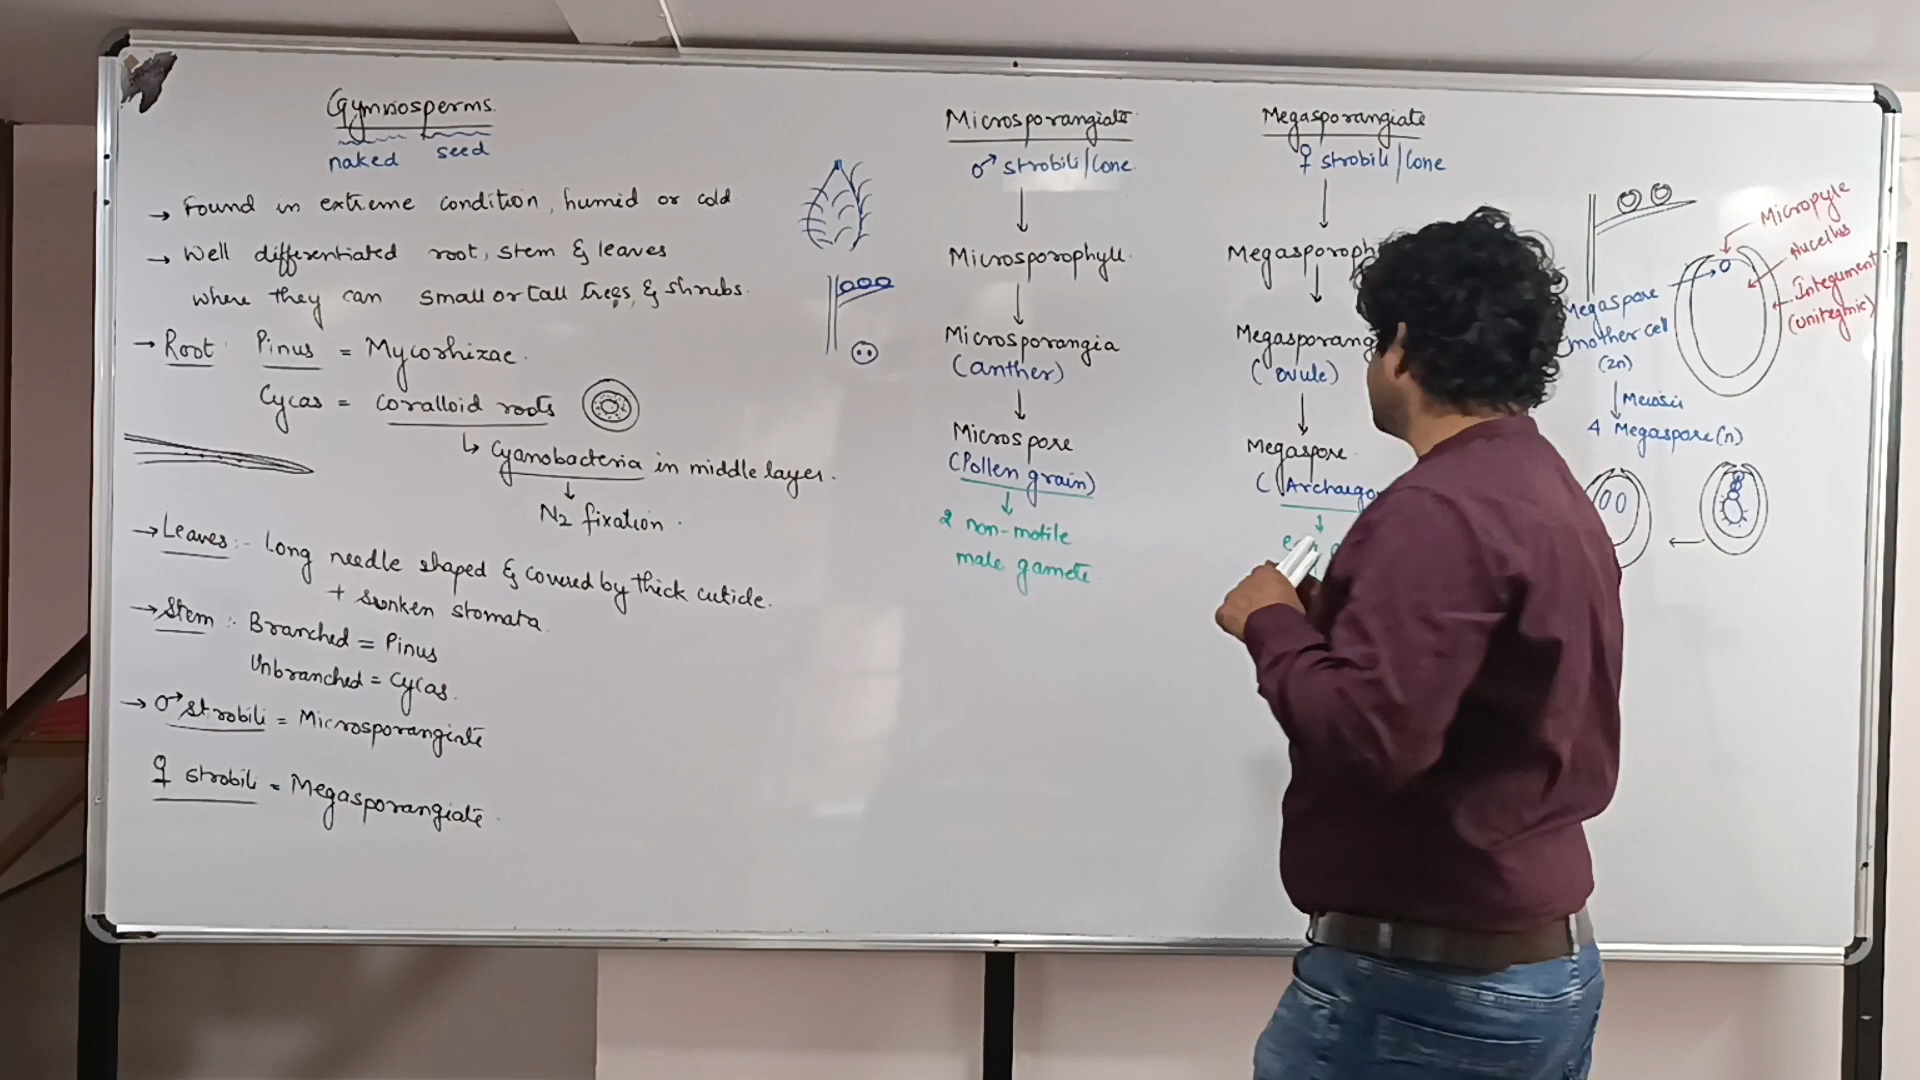 Gymnosperms.
naked seed
→ Found in extreme condition, humid or cold.
→ Well differentiated root, stem & leaves
where they can small or tall trees, & shrubs.
→ Root: Pinus = Mycorhizae.
Cycas = coralloid roots
↳ Cyanobacteria in middle layer.
↓
N2 fixation.
→ Leaves:- Long needle shaped & covered by thick cuticle.
+ sunken stomata.
→ Stem :- Branched = Pinus
Unbranched = Cycas.
→ ♂ strobili = Microsporangiate
♀ strobili = Megasporangiate.
Microsporangiate
♂ strobili/Cone
↓
Microsporophyll.
↓
Microsporangia
(anther)
↓
Microspore
(Pollen grain)
↓
2 non-motile
male gamete
Megasporangiate
♀ strobili/Cone
↓
Megasporoph
↓
Megasporang
(ovule)
↓
Megaspore.
(Archaego
↓
Micropyle
Nucellus
Integument
(Unitegmic)
Megaspore
mother cell
(2n)
↓ Meiosis
4 Megaspore (n)